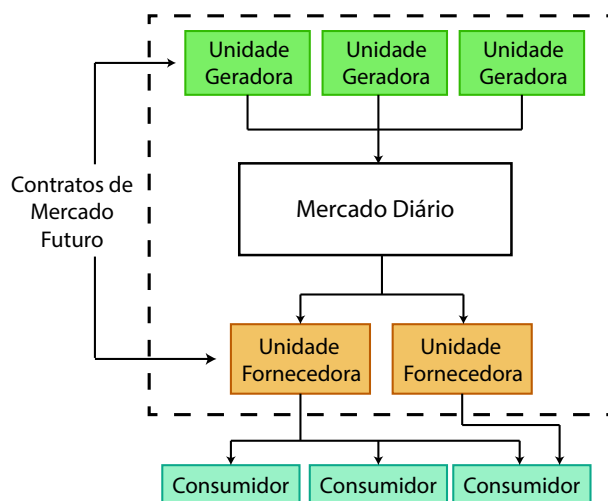 Unidade
Geradora
Unidade
Geradora
Unidade
Geradora
Contratos de
Mercado
Futuro
Mercado Diário
Unidade
Fornecedora
Unidade
Fornecedora
Consumidor
Consumidor
Consumidor